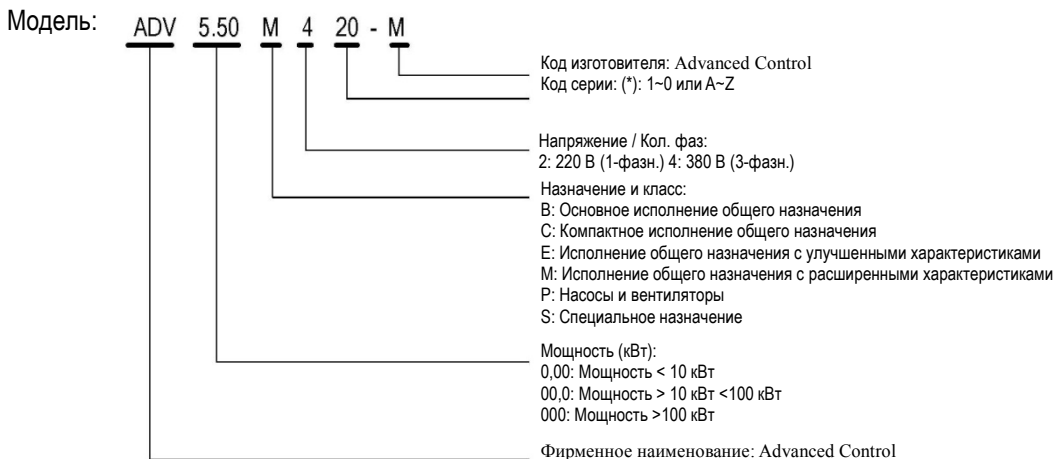 Модель: ADV 5.50 M 4 20 - M
Код изготовителя: Advanced Control
Код серии: (*): 1~0 или A~Z
Напряжение / Кол. фаз:
2: 220 В (1-фазн.) 4: 380 В (3-фазн.)
Назначение и класс:
B: Основное исполнение общего назначения
C: Компактное исполнение общего назначения
E: Исполнение общего назначения с улучшенными характеристиками
M: Исполнение общего назначения с расширенными характеристиками
P: Насосы и вентиляторы
S: Специальное назначение
Мощность (кВт):
0,00: Мощность < 10 кВт
00,0: Мощность > 10 кВт <100 кВт
000: Мощность >100 кВт
Фирменное наименование: Advanced Control